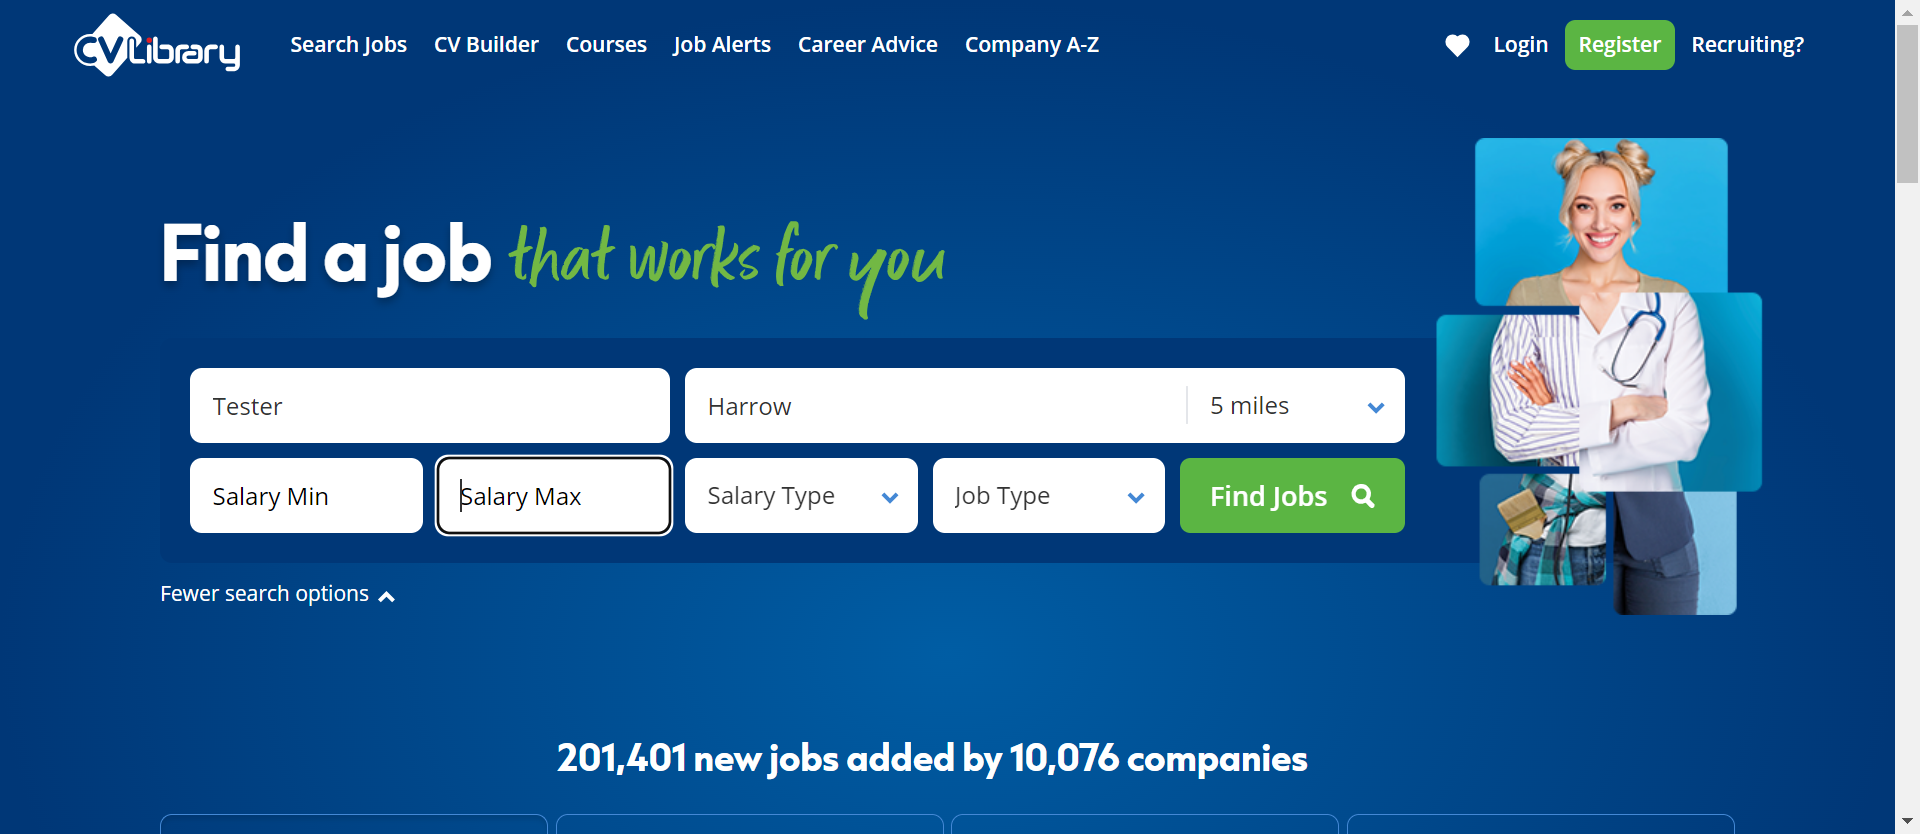 CVLibrary
Search Jobs CV Builder Courses Job Alerts Career Advice Company A-Z Login Register Recruiting?
Find a job that works for you
Tester Harrow 5 miles
Salary Min Salary Max Salary Type Job Type Find Jobs
Fewer search options
201,401 new jobs added by 10,076 companies